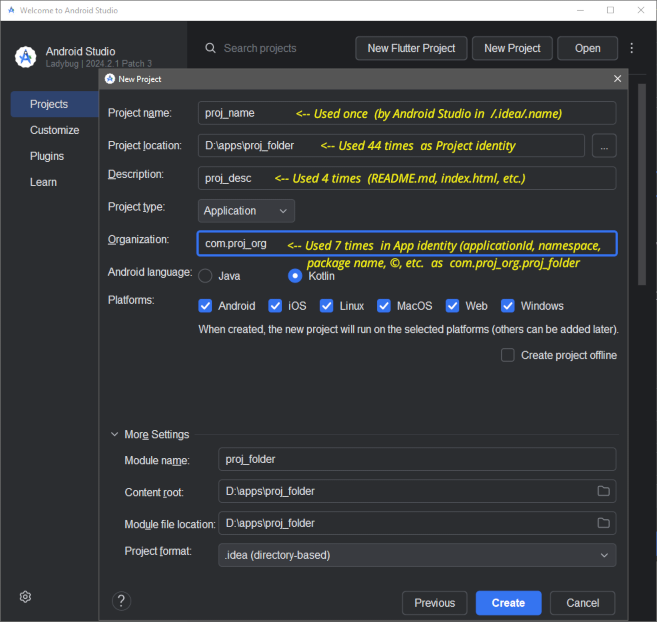 Welcome to Android Studio
Android Studio
Ladybug | 2024.2.1 Patch 3
Search projects
New Flutter Project
New Project
Open
New Project
Projects
Customize
Plugins
Learn
Project name: proj_name <-- Used once (by Android Studio in /.idea/.name)
Project location: D:\apps\proj_folder <-- Used 44 times as Project identity ...
Description: proj_desc <-- Used 4 times (README.md, index.html, etc.)
Project type: Application
Organization: com.proj_org <-- Used 7 times in App identity (applicationId, namespace,
package name, ©, etc. as com.proj_org.proj_folder
Android language: Java Kotlin
Platforms: Android iOS Linux MacOS Web Windows
When created, the new project will run on the selected platforms (others can be added later).
Create project offline
More Settings
Module name: proj_folder
Content root: D:\apps\proj_folder
Module file location: D:\apps\proj_folder
Project format: .idea (directory-based)
?
Previous
Create
Cancel